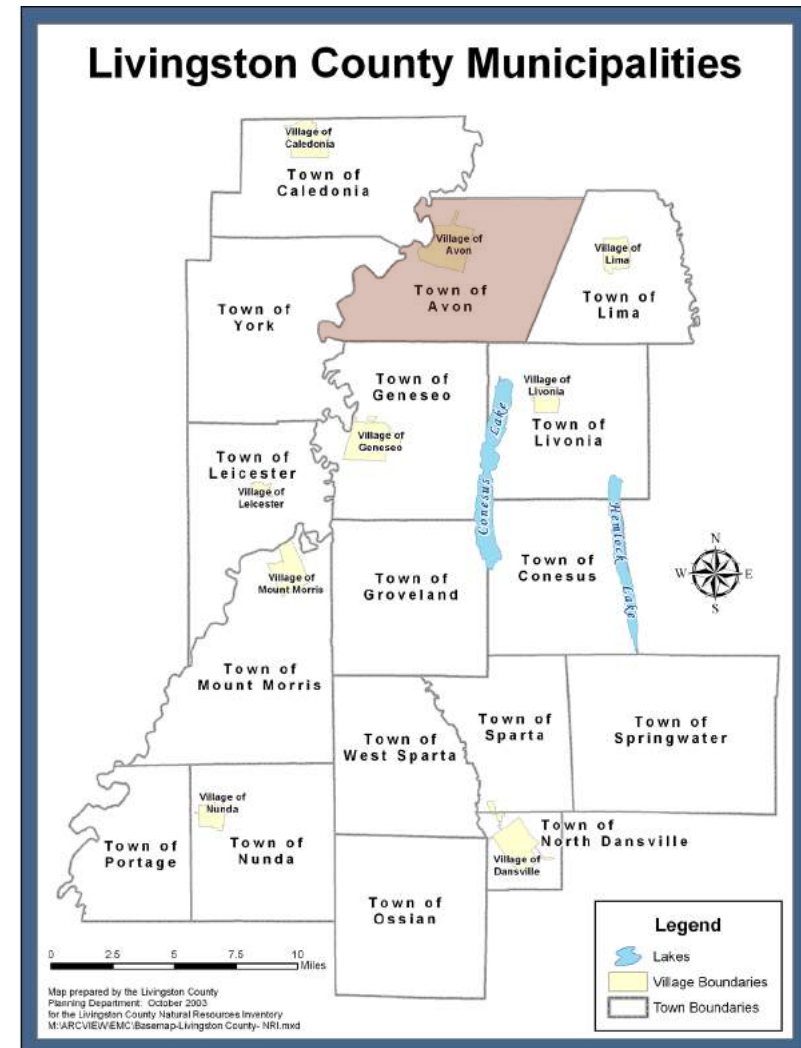 Livingston County Municipalities
Village of
Caledonia
Town of
Caledonia
Village of
Avon
Town of
Avon
Village of
Lima
Town of
Lima
Town of
York
Town of
Geneseo
Village of
Geneseo
Conesus Lake
Village of
Livonia
Town of
Livonia
Town of
Leicester
Village of
Leicester
Hemlock Lake
Village of
Mount Morris
Town of
Groveland
Town of
Conesus
N
W
E
S
Town of
Mount Morris
Town of
West Sparta
Town of
Sparta
Town of
Springwater
Village of
Nunda
Town of
Portage
Town of
Nunda
Town of
North Dansville
Village of
Dansville
Town of
Ossian
0 2.5 5 7.5 10
Miles
Map prepared by the Livingston County
Planning Department: October 2003
for the Livingston County Natural Resources Inventory
M:\ARCVIEW\EMC\Basemap-Livingston County- NRI.mxd
Legend
Lakes
Village Boundaries
Town Boundaries